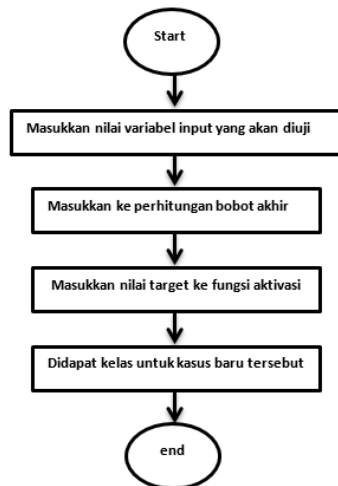 Start
Masukkan nilai variabel input yang akan diuji
Masukkan ke perhitungan bobot akhir
Masukkan nilai target ke fungsi aktivasi
Didapat kelas untuk kasus baru tersebut
end